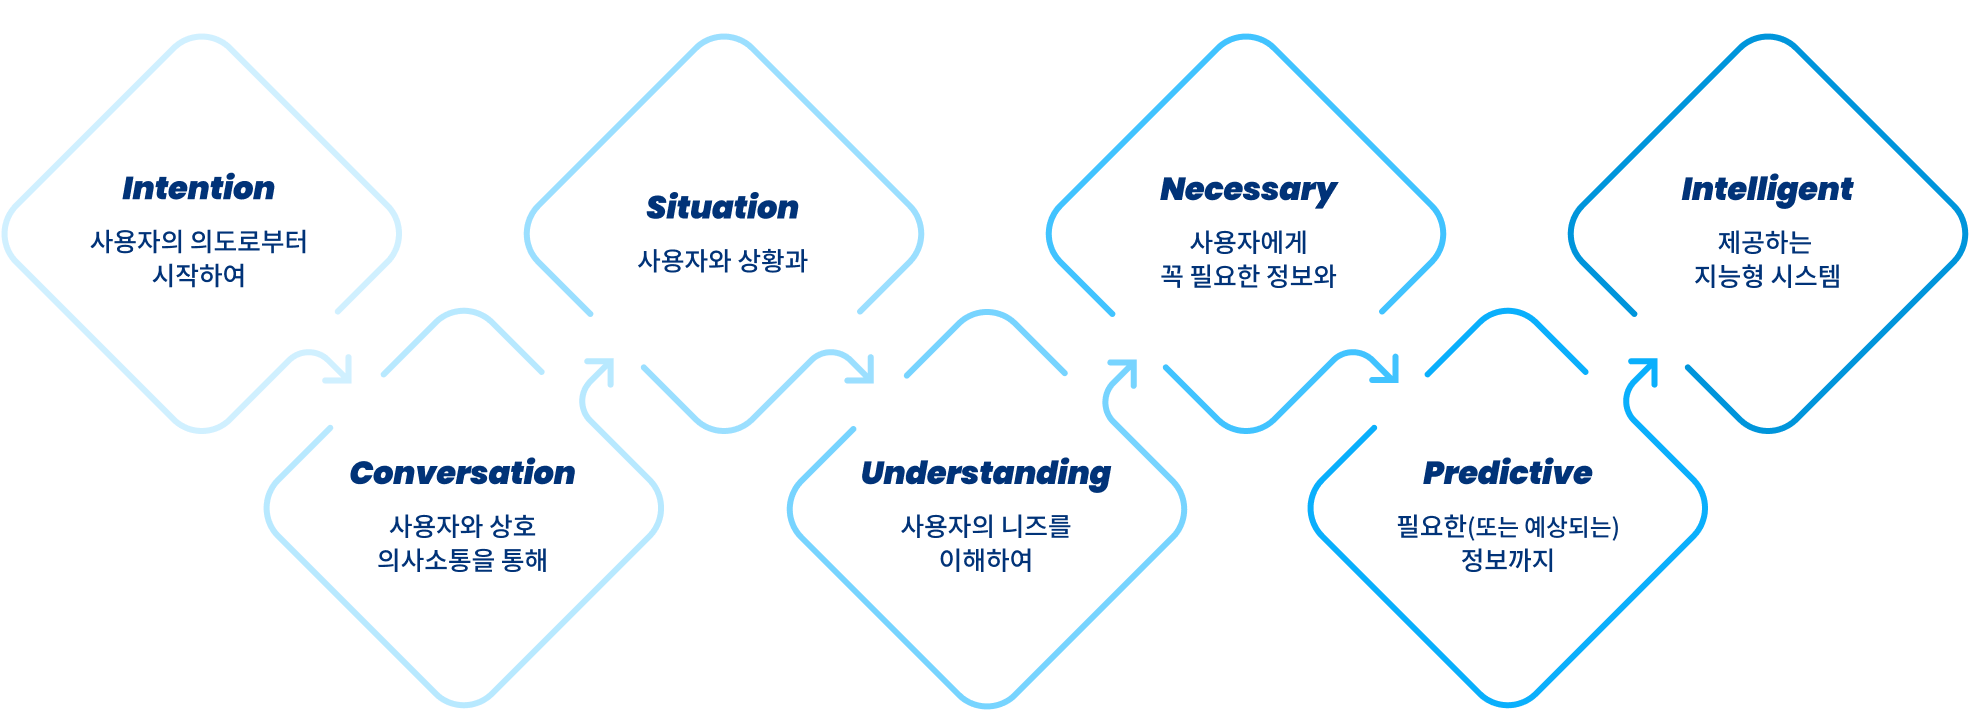 Intention
사용자의 의도로부터
시작하여
Conversation
사용자와 상호
의사소통을 통해
Situation
사용자와 상황과
Understanding
사용자의 니즈를
이해하여
Necessary
사용자에게
꼭 필요한 정보와
Predictive
필요한(또는 예상되는)
정보까지
Intelligent
제공하는
지능형 시스템